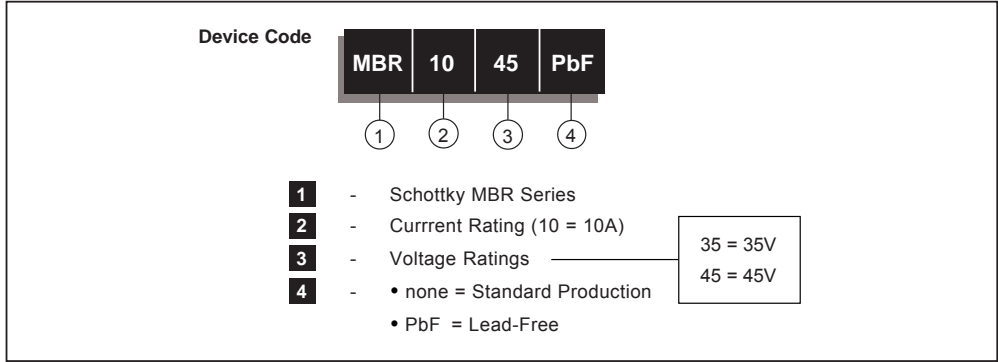 Device Code
MBR 10 45 PbF
1 2 3 4
1 - Schottky MBR Series
2 - Currrent Rating (10 = 10A)
3 - Voltage Ratings
35 = 35V
45 = 45V
4 - • none = Standard Production
• PbF = Lead-Free